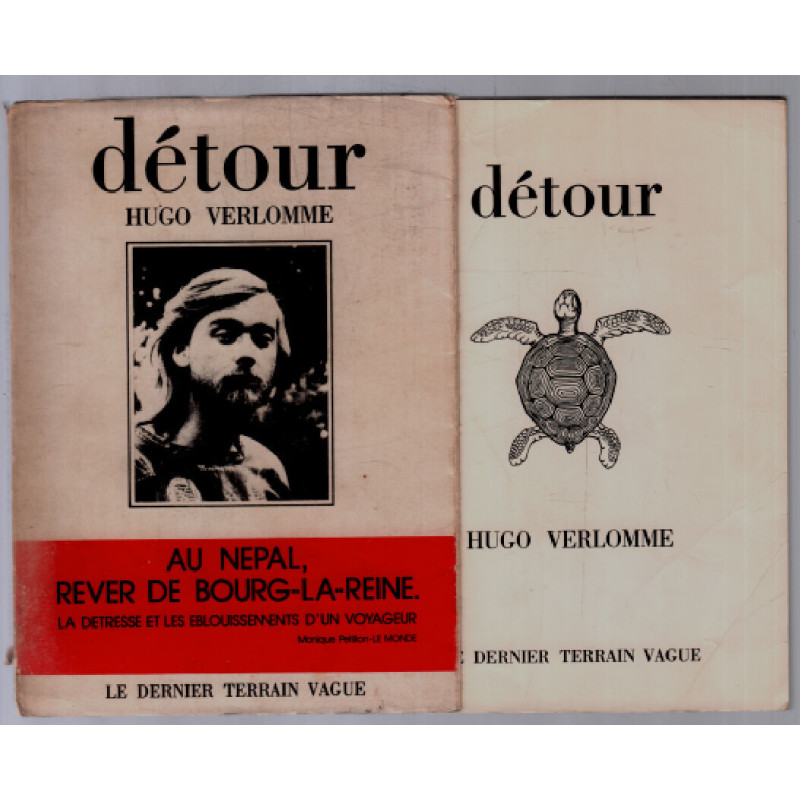 détour
HUGO VERLOMME
AU NEPAL,
REVER DE BOURG-LA-REINE.
LA DETRESSE ET LES EBLOUISSEMENTS D'UN VOYAGEUR
Monique Petillon-LE MONDE
LE DERNIER TERRAIN VAGUE
détour
HUGO VERLOMME
DERNIER TERRAIN VAGUE